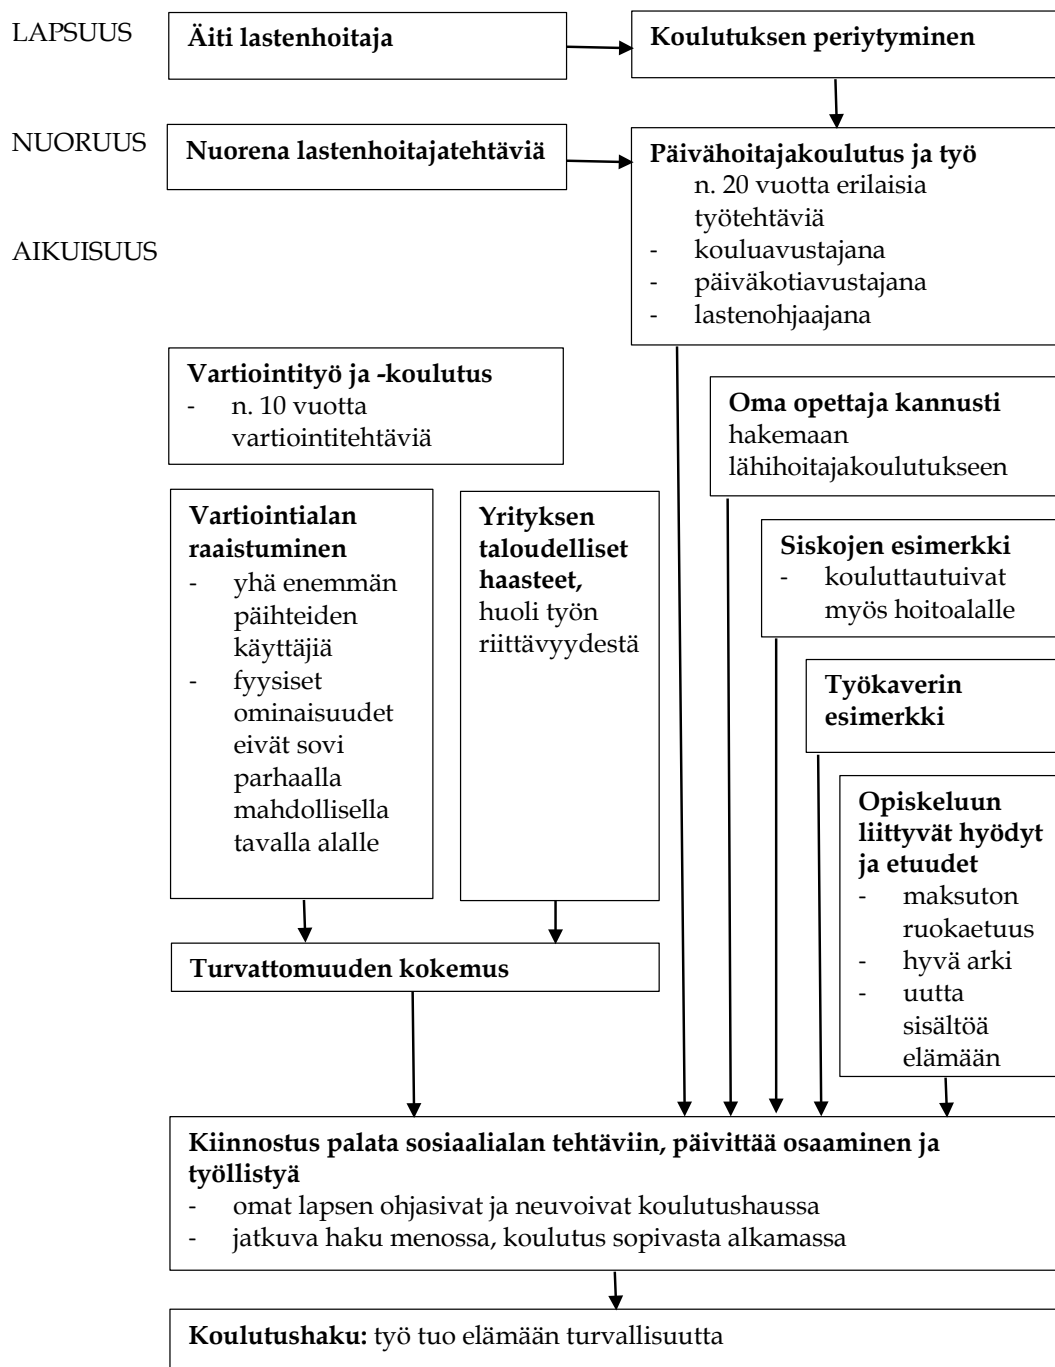 LAPSUUS
Äiti lastenhoitaja
Koulutuksen periytyminen
NUORUUS
Nuorena lastenhoitajatehtäviä
Päivähoitajakoulutus ja työ
n. 20 vuotta erilaisia
työtehtäviä
- kouluavustajana
- päiväkotiavustajana
- lastenohjaajana
AIKUISUUS
Vartiointityö ja -koulutus
- n. 10 vuotta
vartiointitehtäviä
Oma opettaja kannusti
hakemaan
lähihoitajakoulutukseen
Vartiointialan
raaistuminen
- yhä enemmän
päihteiden
käyttäjiä
- fyysiset
ominaisuudet
eivät sovi
parhaalla
mahdollisella
tavalla alalle
Yrityksen
taloudelliset
haasteet,
huoli työn
riittävyydestä
Siskojen esimerkki
- kouluttautuivat
myös hoitoalalle
Työkaverin
esimerkki
Opiskeluun
liittyvät hyödyt
ja etuudet
- maksuton
ruokaetuus
- hyvä arki
- uutta
sisältöä
elämään
Turvattomuuden kokemus
Kiinnostus palata sosiaalialan tehtäviin, päivittää osaaminen ja
työllistyä
- omat lapsen ohjasivat ja neuvoivat koulutushaussa
- jatkuva haku menossa, koulutus sopivasta alkamassa
Koulutushaku: työ tuo elämään turvallisuutta